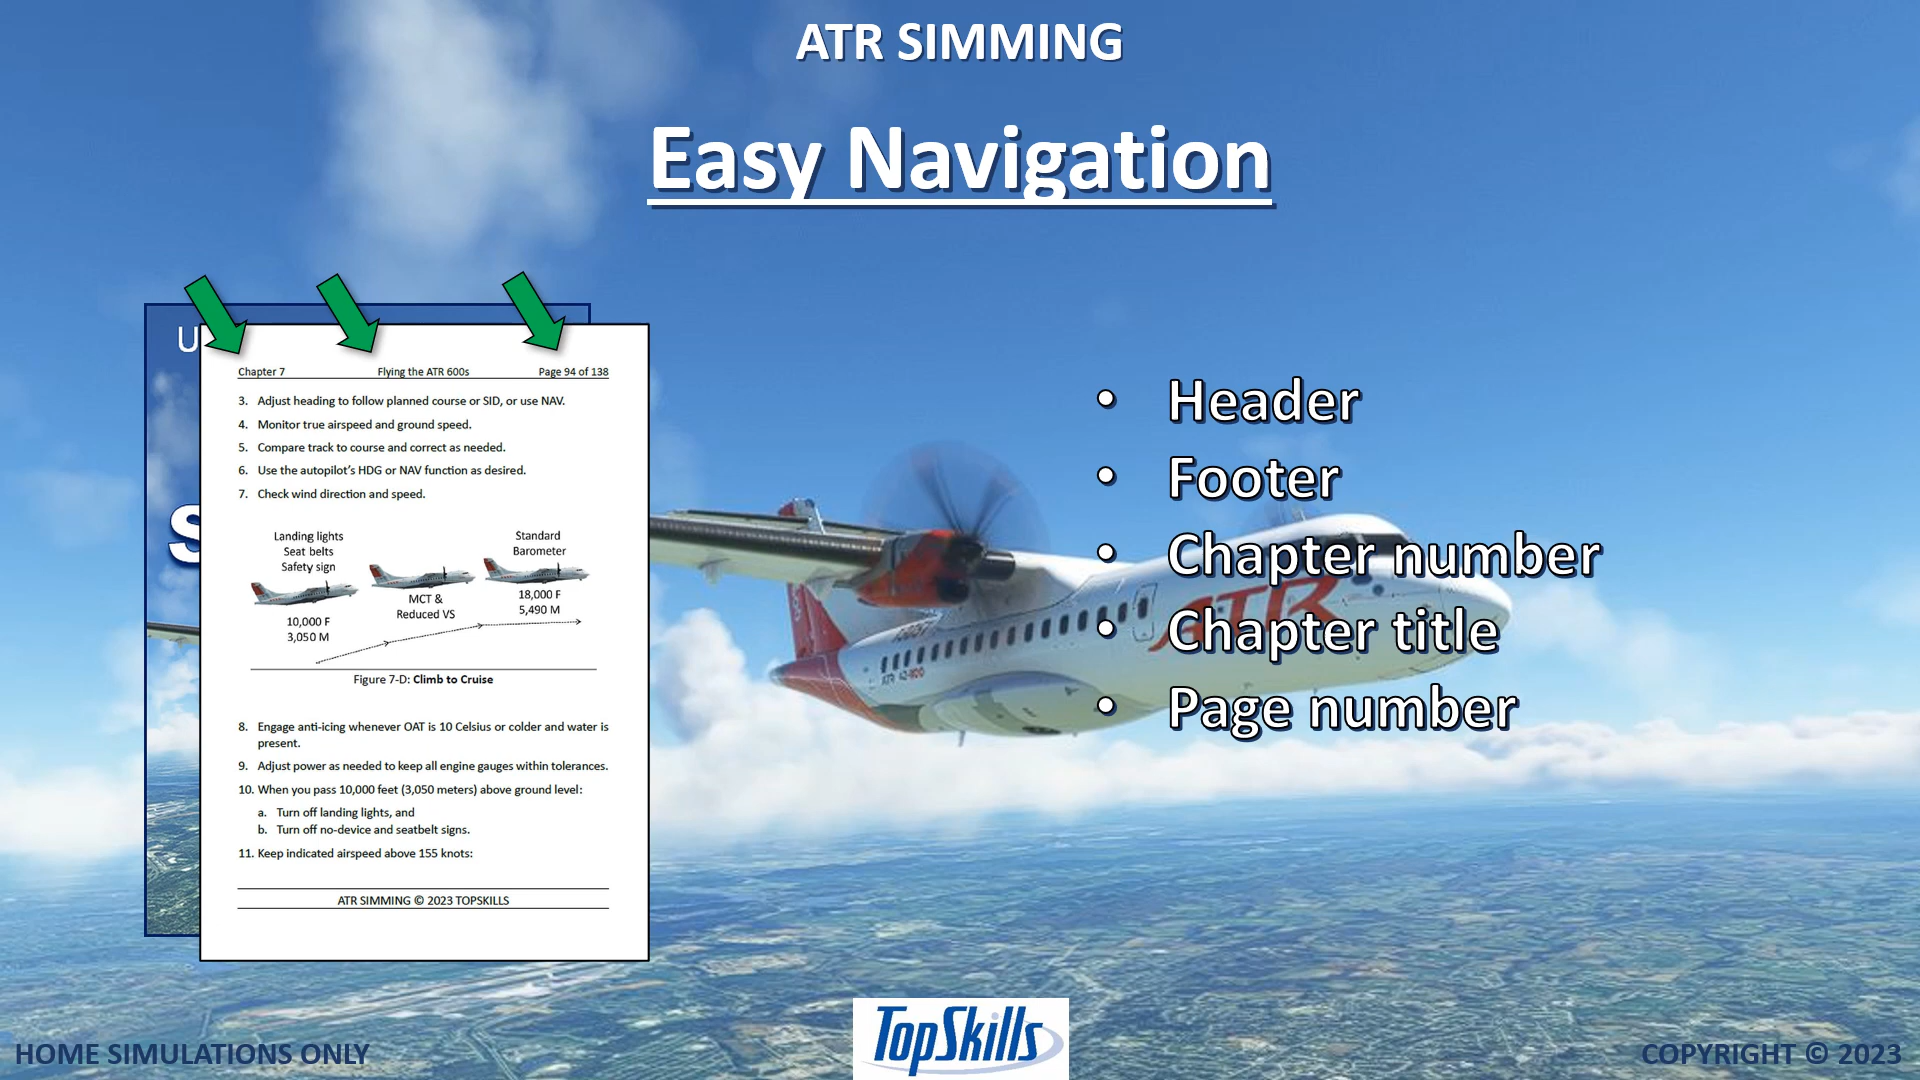 ATR SIMMING
Easy Navigation
U
S
Chapter 7 Flying the ATR 600s Page 94 of 138
3. Adjust heading to follow planned course or SID, or use NAV.
4. Monitor true airspeed and ground speed.
5. Compare track to course and correct as needed.
6. Use the autopilot's HDG or NAV function as desired.
7. Check wind direction and speed.
Landing lights
Seat belts
Safety sign
10,000 F
3,050 M
MCT &
Reduced VS
Standard
Barometer
18,000 F
5,490 M
Figure 7-D: Climb to Cruise
8. Engage anti-icing whenever OAT is 10 Celsius or colder and water is
present.
9. Adjust power as needed to keep all engine gauges within tolerances.
10. When you pass 10,000 feet (3,050 meters) above ground level:
a. Turn off landing lights, and
b. Turn off no-device and seatbelt signs.
11. Keep indicated airspeed above 155 knots:
ATR SIMMING © 2023 TOPSKILLS
• Header
• Footer
• Chapter number
• Chapter title
• Page number
ATR
TopSkills
HOME SIMULATIONS ONLY
COPYRIGHT © 2023